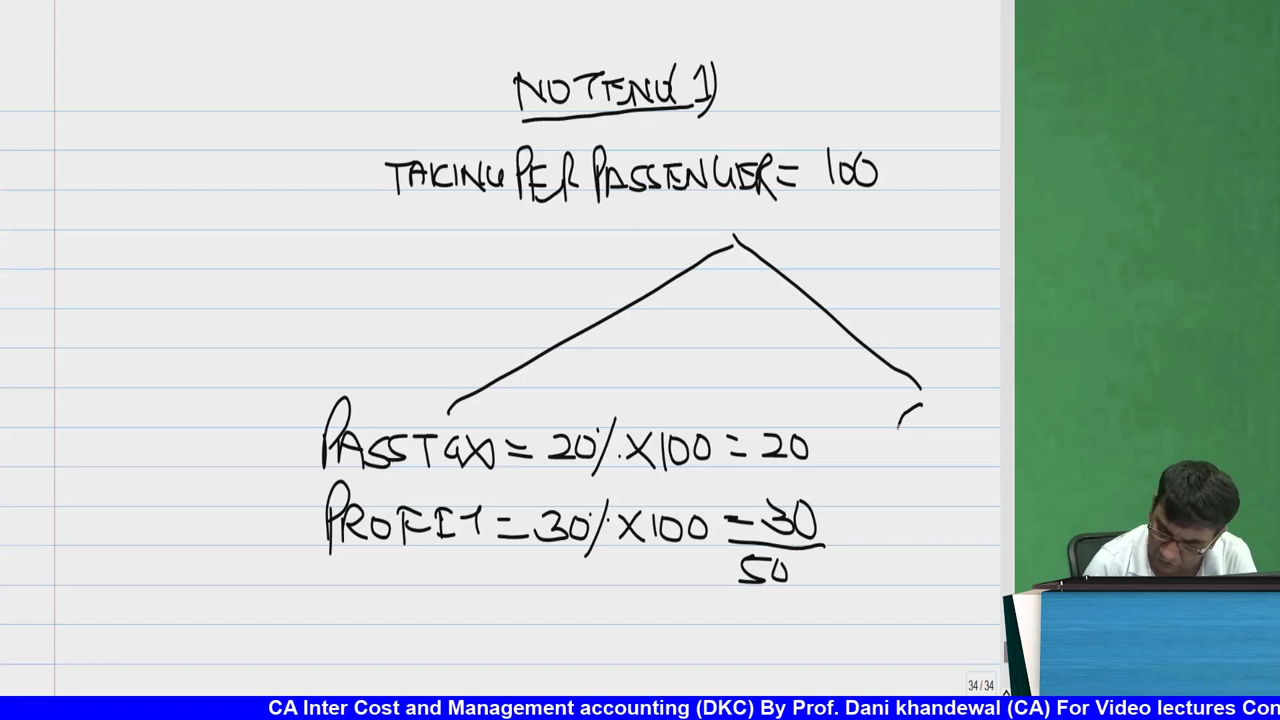 NOTENO(1)
TAKING PER PASSENGER = 100
PASSTAX = 20% X 100 = 20
PROFIT = 30% X 100 = 30
50
34 / 34
CA Inter Cost and Management accounting (DKC) By Prof. Dani khandewal (CA) For Video lectures Con